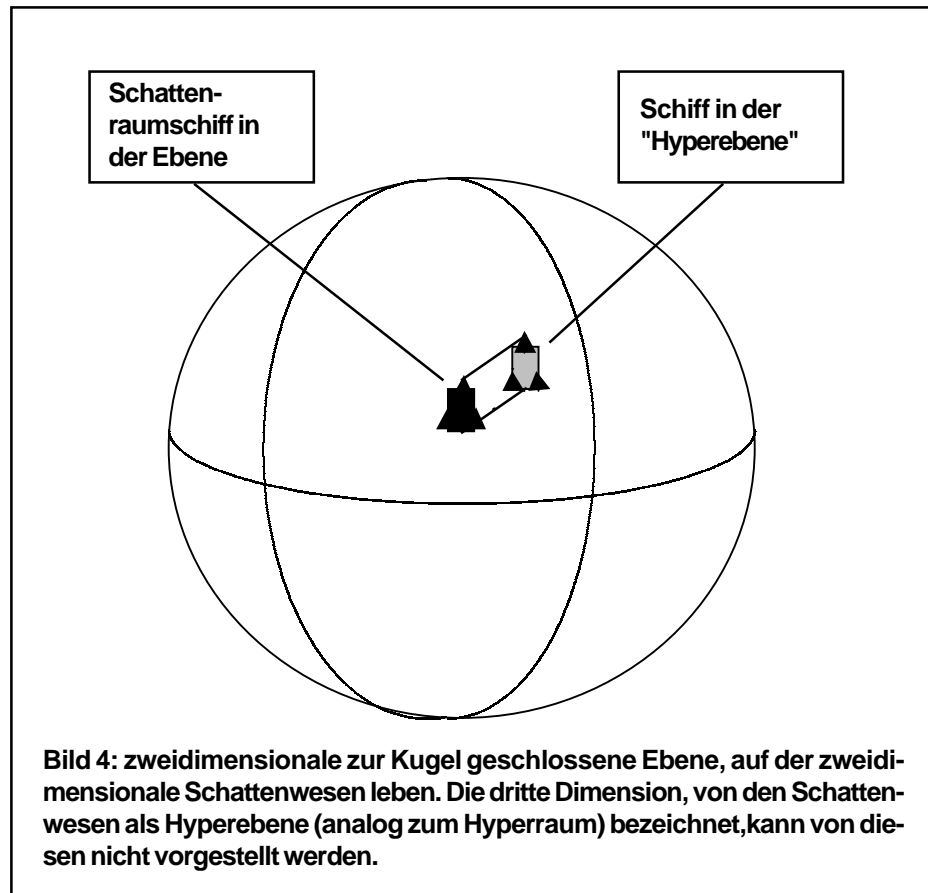 Schatten-
raumschiff in
der Ebene
Schiff in der
"Hyperebene"
Bild 4: zweidimensionale zur Kugel geschlossene Ebene, auf der zweidi-
mensionale Schattenwesen leben. Die dritte Dimension, von den Schatten-
wesen als Hyperebene (analog zum Hyperraum) bezeichnet,kann von die-
sen nicht vorgestellt werden.